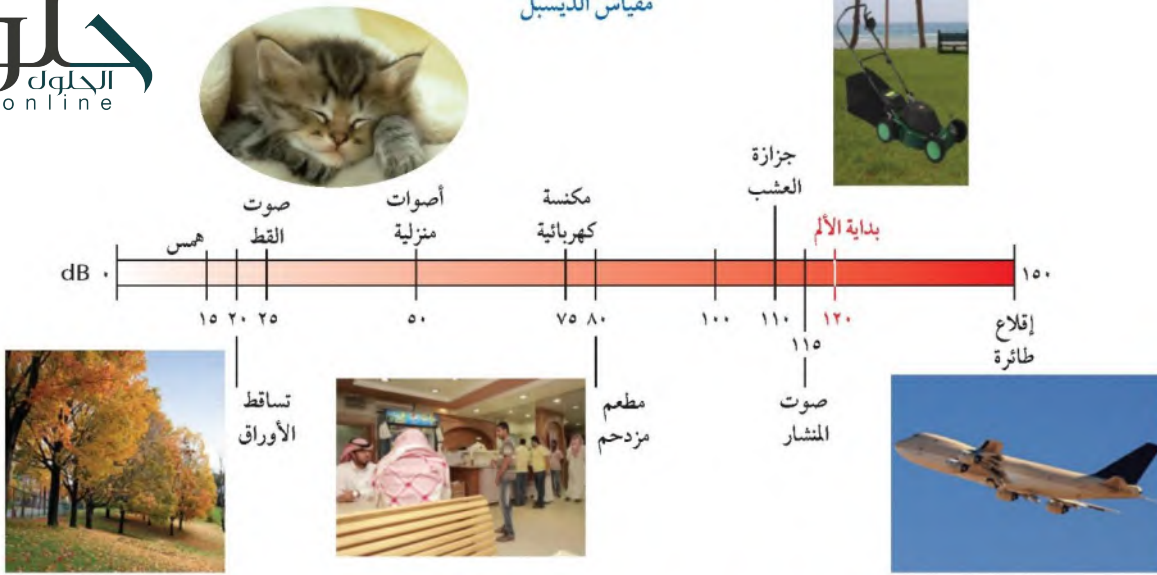 مقياس الديسبل
الحلول
online
جزازة
العشب
مكنسة
كهربائية
أصوات
منزلية
صوت
القط
همس
بداية الألم
dB ٠
١٥٠
١٥ ٢٠ ٢٥ ٥٠ ٧٥ ٨٠ ١٠٠ ١١٠ ١٢٠
١١٥
إقلاع
طائرة
تساقط
الأوراق
مطعم
مزدحم
صوت
المنشار